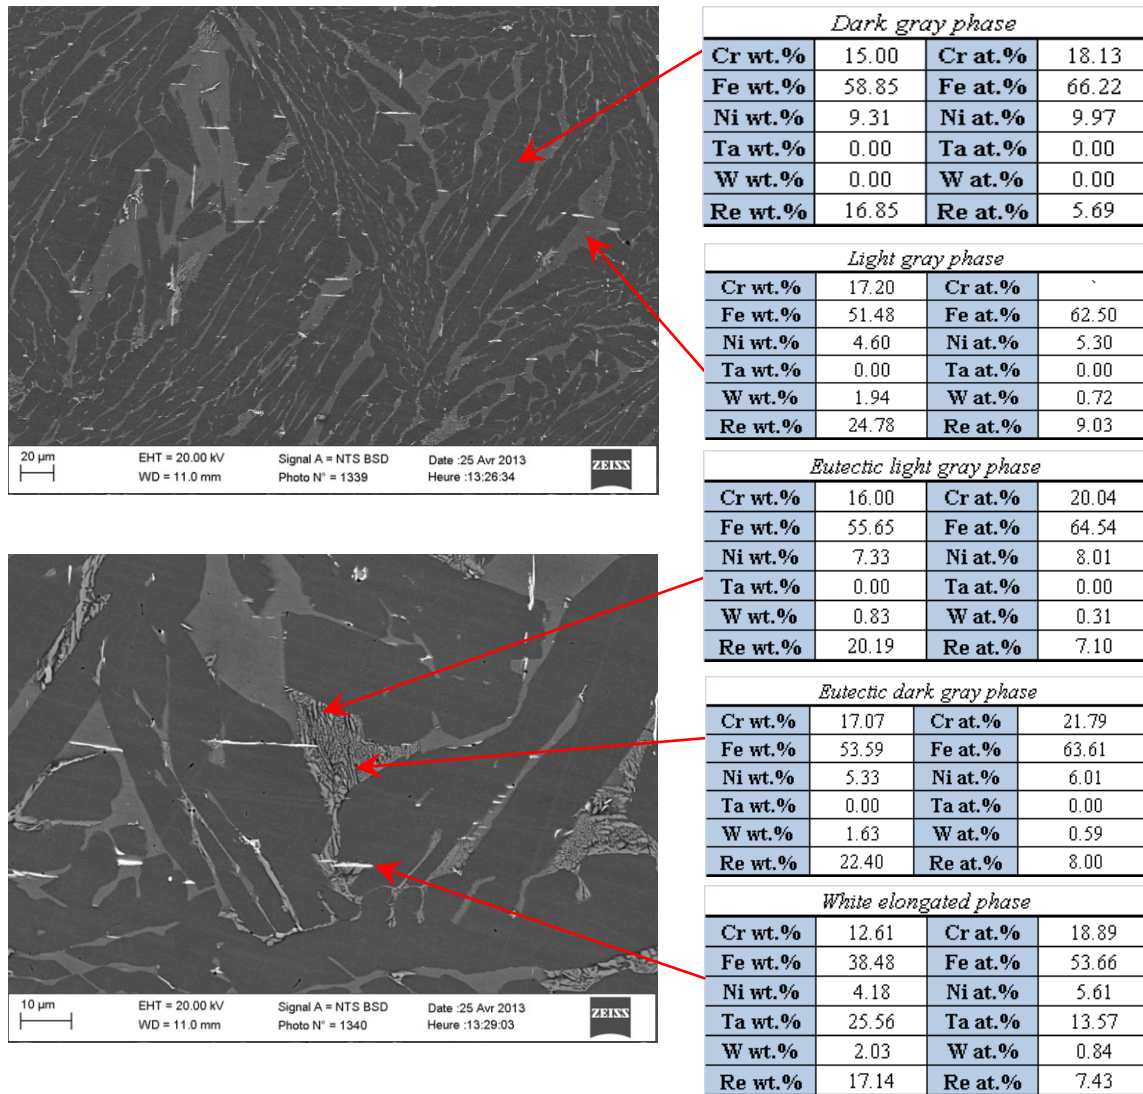 20 µm
EHT = 20.00 kV Signal A = NTS BSD Date :25 Avr 2013
WD = 11.0 mm Photo N° = 1339 Heure :13:26:34
ZEISS
10 µm
EHT = 20.00 kV Signal A = NTS BSD Date :25 Avr 2013
WD = 11.0 mm Photo N° = 1340 Heure :13:29:03
ZEISS
Dark gray phase
Cr wt.% 15.00 Cr at.% 18.13
Fe wt.% 58.85 Fe at.% 66.22
Ni wt.% 9.31 Ni at.% 9.97
Ta wt.% 0.00 Ta at.% 0.00
W wt.% 0.00 W at.% 0.00
Re wt.% 16.85 Re at.% 5.69
Light gray phase
Cr wt.% 17.20 Cr at.% `
Fe wt.% 51.48 Fe at.% 62.50
Ni wt.% 4.60 Ni at.% 5.30
Ta wt.% 0.00 Ta at.% 0.00
W wt.% 1.94 W at.% 0.72
Re wt.% 24.78 Re at.% 9.03
Eutectic light gray phase
Cr wt.% 16.00 Cr at.% 20.04
Fe wt.% 55.65 Fe at.% 64.54
Ni wt.% 7.33 Ni at.% 8.01
Ta wt.% 0.00 Ta at.% 0.00
W wt.% 0.83 W at.% 0.31
Re wt.% 20.19 Re at.% 7.10
Eutectic dark gray phase
Cr wt.% 17.07 Cr at.% 21.79
Fe wt.% 53.59 Fe at.% 63.61
Ni wt.% 5.33 Ni at.% 6.01
Ta wt.% 0.00 Ta at.% 0.00
W wt.% 1.63 W at.% 0.59
Re wt.% 22.40 Re at.% 8.00
White elongated phase
Cr wt.% 12.61 Cr at.% 18.89
Fe wt.% 38.48 Fe at.% 53.66
Ni wt.% 4.18 Ni at.% 5.61
Ta wt.% 25.56 Ta at.% 13.57
W wt.% 2.03 W at.% 0.84
Re wt.% 17.14 Re at.% 7.43